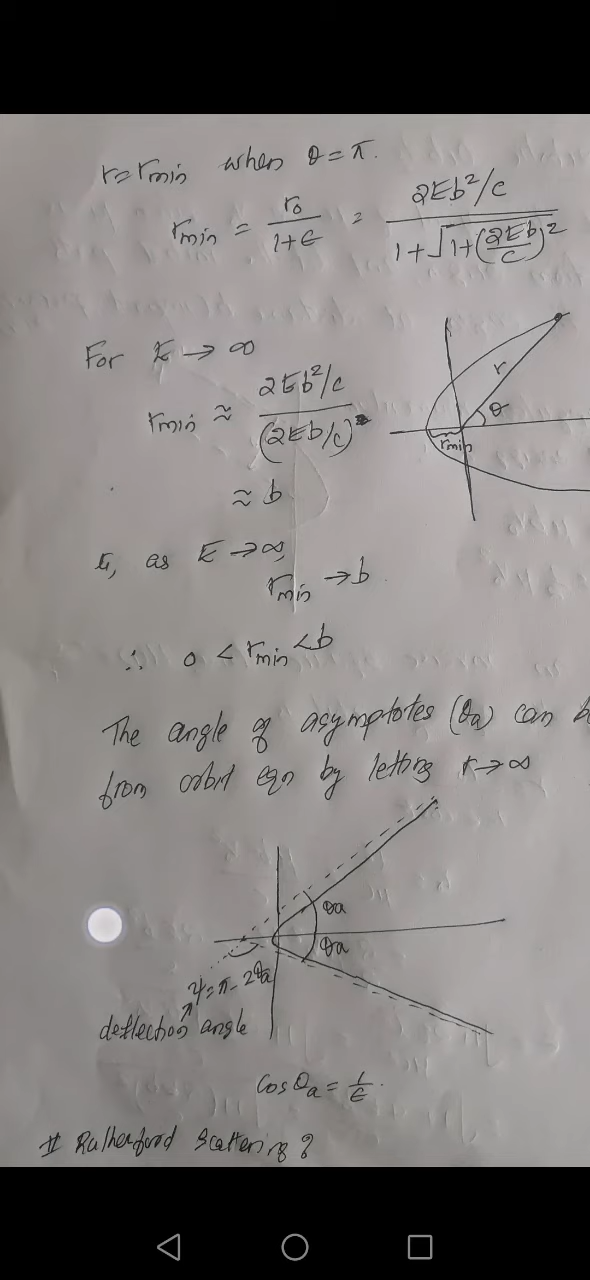 r = rmin when θ = π.
rmin = r₀/(1+ϵ) = (2Eb²/c)/(1+√(1+(2Eb/c)²))
For E → ∞
rmin ≈ (2Eb²/c)/(2Eb/c)
≈ b
r
θ
rmin
as E → ∞,
rmin → b
∴ 0 < rmin < b
The angle of asymptotes (θa) can
from orbit eqn by letting r → ∞
θa
θa
ψ = π - 2θa
deflection angle
cos θa = 1/ϵ.
# Rutherford Scattering?